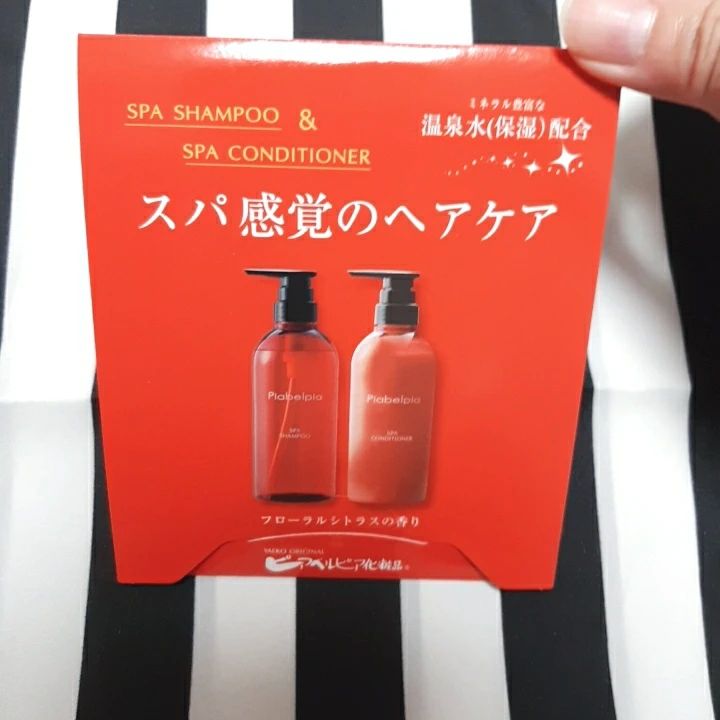 SPA SHAMPOO &
SPA CONDITIONER
ミネラル豊富な
温泉水(保湿)配合
スパ感覚のヘアケア
Piabelpia
SPA
SHAMPOO
Piabelpia
SPA
CONDITIONER
フローラルシトラスの香り
YAEKO ORIGINAL
ピアベルピア化粧品®